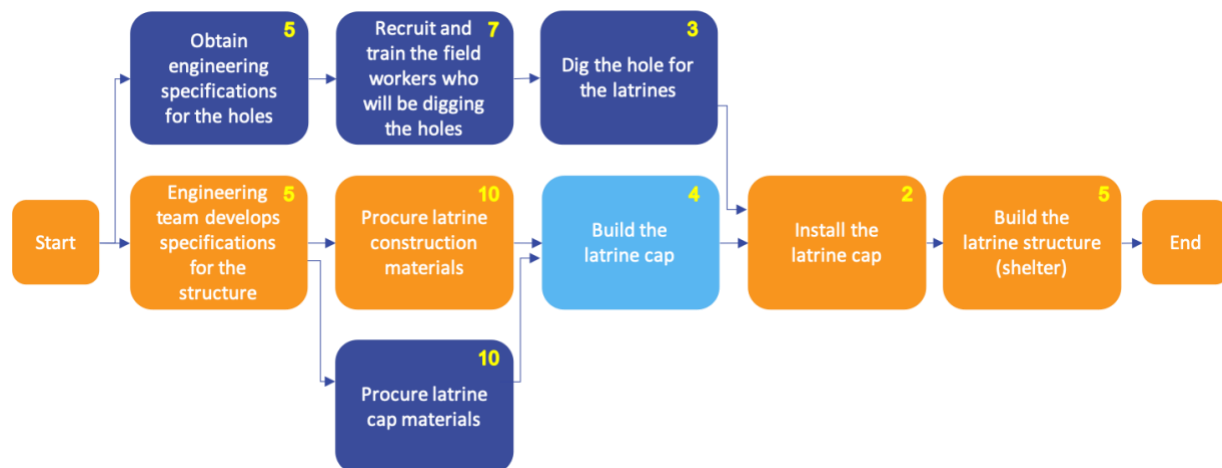 5
Obtain
engineering
specifications
for the holes
7
Recruit and
train the field
workers who
will be digging
the holes
3
Dig the hole for
the latrines
Start
5
Engineering
team develops
specifications
for the
structure
10
Procure latrine
construction
materials
4
Build the
latrine cap
2
Install the
latrine cap
5
Build the
latrine structure
(shelter)
End
10
Procure latrine
cap materials